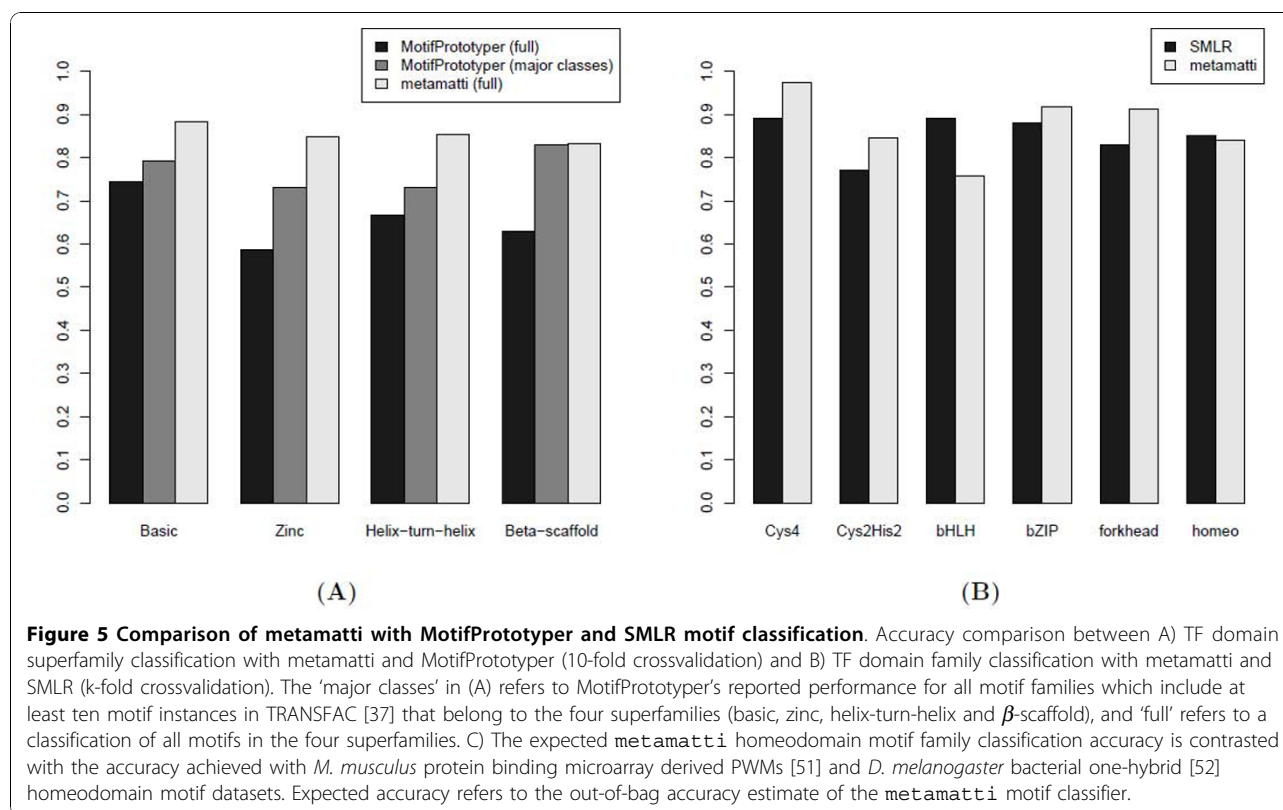 MotifPrototyper (full)
MotifPrototyper (major classes)
metamatti (full)
1.0
0.9
0.8
0.7
0.6
0.5
0.4
0.3
0.2
0.1
0.0
Basic Zinc Helix−turn−helix Beta−scaffold
(A)
SMLR
metamatti
1.0
0.9
0.8
0.7
0.6
0.5
0.4
0.3
0.2
0.1
0.0
Cys4 Cys2His2 bHLH bZIP forkhead homeo
(B)
Figure 5 Comparison of metamatti with MotifPrototyper and SMLR motif classification. Accuracy comparison between A) TF domain
superfamily classification with metamatti and MotifPrototyper (10-fold crossvalidation) and B) TF domain family classification with metamatti and
SMLR (k-fold crossvalidation). The ‘major classes’ in (A) refers to MotifPrototyper’s reported performance for all motif families which include at
least ten motif instances in TRANSFAC [37] that belong to the four superfamilies (basic, zinc, helix-turn-helix and β-scaffold), and ‘full’ refers to a
classification of all motifs in the four superfamilies. C) The expected metamatti homeodomain motif family classification accuracy is contrasted
with the accuracy achieved with M. musculus protein binding microarray derived PWMs [51] and D. melanogaster bacterial one-hybrid [52]
homeodomain motif datasets. Expected accuracy refers to the out-of-bag accuracy estimate of the metamatti motif classifier.